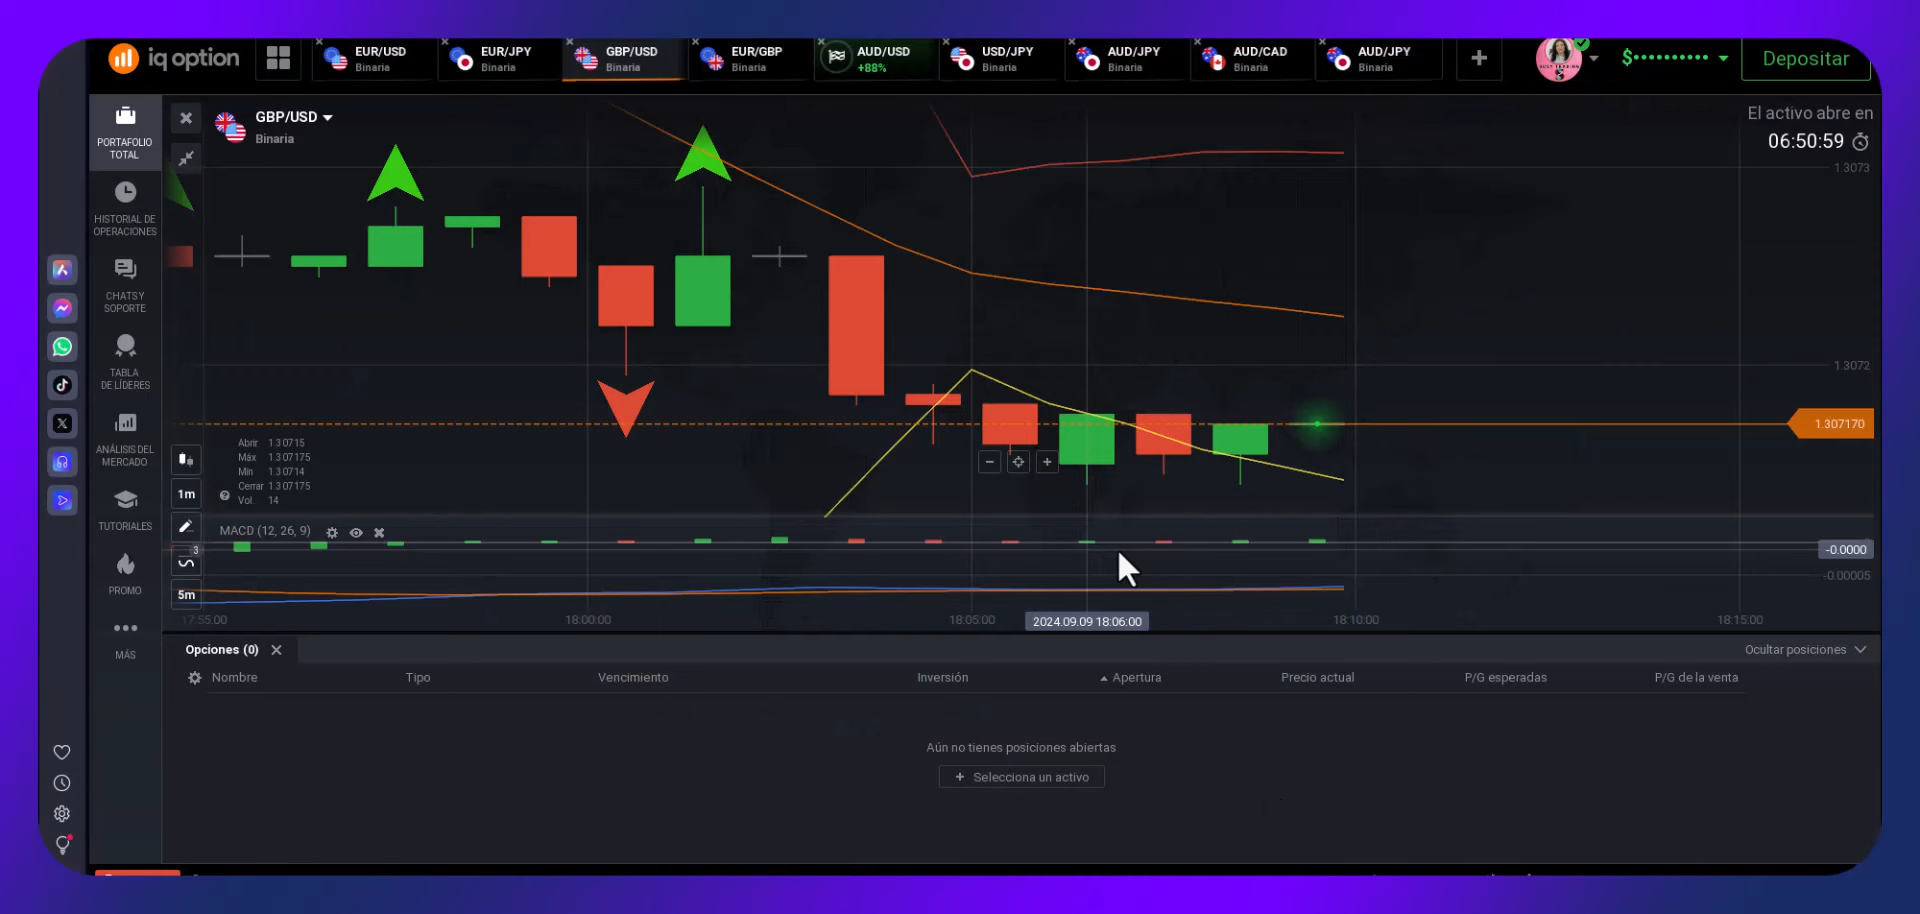 iq option
EUR/USD
Binaria
EUR/JPY
Binaria
GBP/USD
Binaria
EUR/GBP
Binaria
AUD/USD
+88%
USD/JPY
Binaria
AUD/JPY
Binaria
AUD/CAD
Binaria
AUD/JPY
Binaria
$••••••••••
Depositar
PORTAFOLIO
TOTAL
HISTORIAL DE
OPERACIONES
CHATS Y
SOPORTE
TABLA
DE LÍDERES
ANÁLISIS DEL
MERCADO
TUTORIALES
PROMO
MÁS
GBP/USD
Binaria
El activo abre en
06:50:59
1.3073
1.3072
1.307170
Abrir 1.30715
Máx 1.307175
Mín 1.30714
Cerrar 1.307175
Vol. 14
1m
3
5m
MACD (12, 26, 9)
-0.0000
-0.00005
17:55:00
18:00:00
18:05:00
2024.09.09 18:06:00
18:10:00
18:15:00
Opciones (0)
Ocultar posiciones
Nombre
Tipo
Vencimiento
Inversión
Apertura
Precio actual
P/G esperadas
P/G de la venta
Aún no tienes posiciones abiertas
+ Selecciona un activo